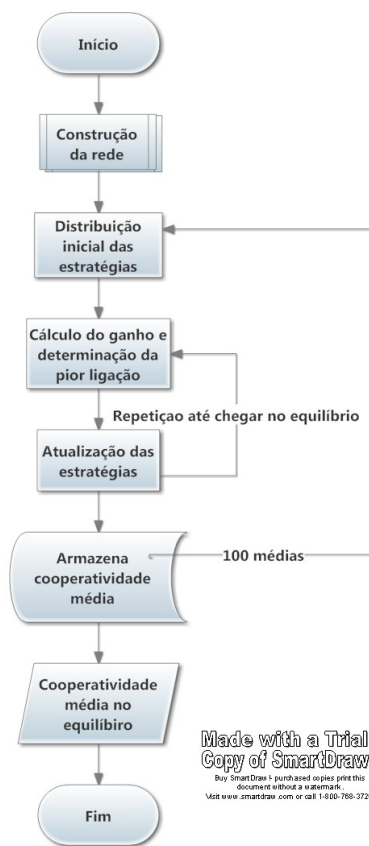 Início
Construção
da rede
Distribuição
inicial das
estratégias
Cálculo do ganho e
determinação da
pior ligação
Repetiçao até chegar no equilíbrio
Atualização das
estratégias
Armazena
cooperatividade
média
100 médias
Cooperatividade
média no
equilíbiro
Made with a Trial
Copy of SmartDraw
Buy SmartDraw !- purchased copies print this
document without a watermark .
Visit www .smartdraw .com or call 1-800-768-372
Fim